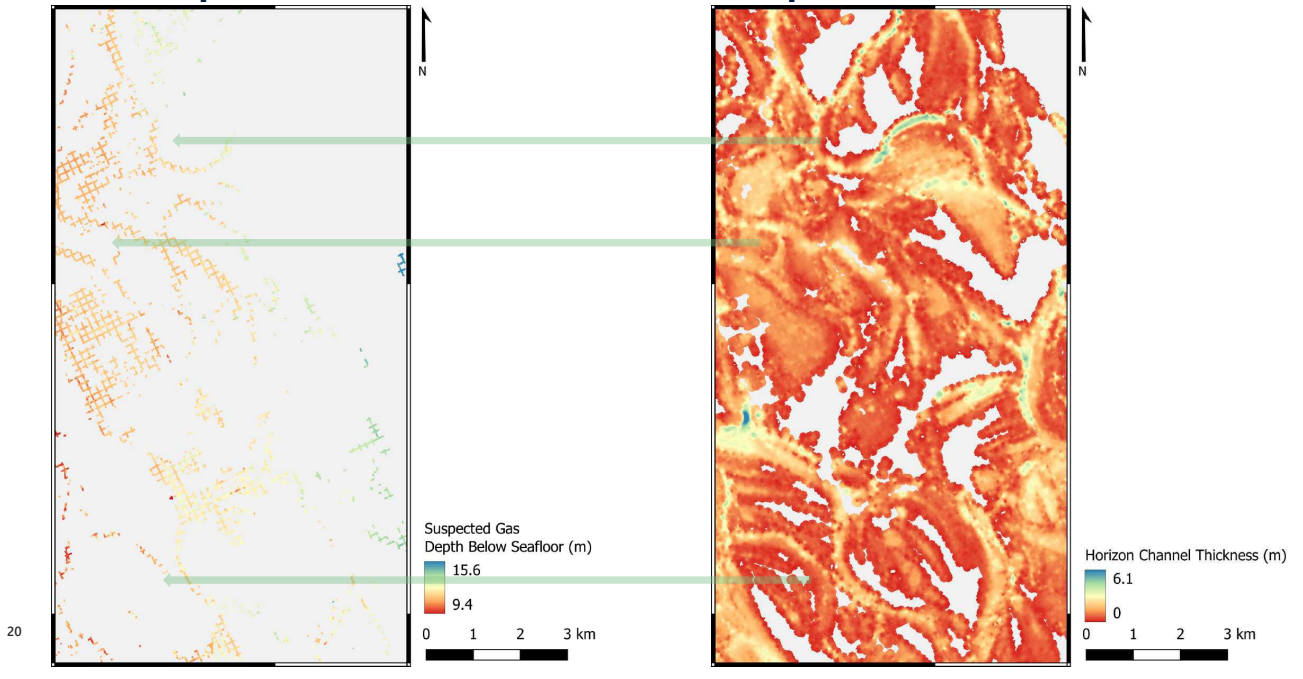 N
N
Suspected Gas
Depth Below Seafloor (m)
15.6
9.4
0 1 2 3 km
Horizon Channel Thickness (m)
6.1
0
0 1 2 3 km
20